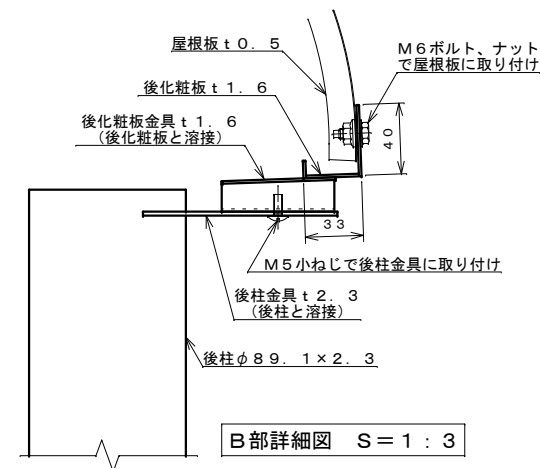 屋根板ｔ０．５
Ｍ６ボルト、ナット
で屋根板に取り付け
後化粧板ｔ１．６
後化粧板金具ｔ１．６
（後化粧板と溶接）
４０
３３
Ｍ５小ねじで後柱金具に取り付け
後柱金具ｔ２．３
（後柱と溶接）
後柱φ８９．１×２．３
Ｂ部詳細図　Ｓ＝１：３